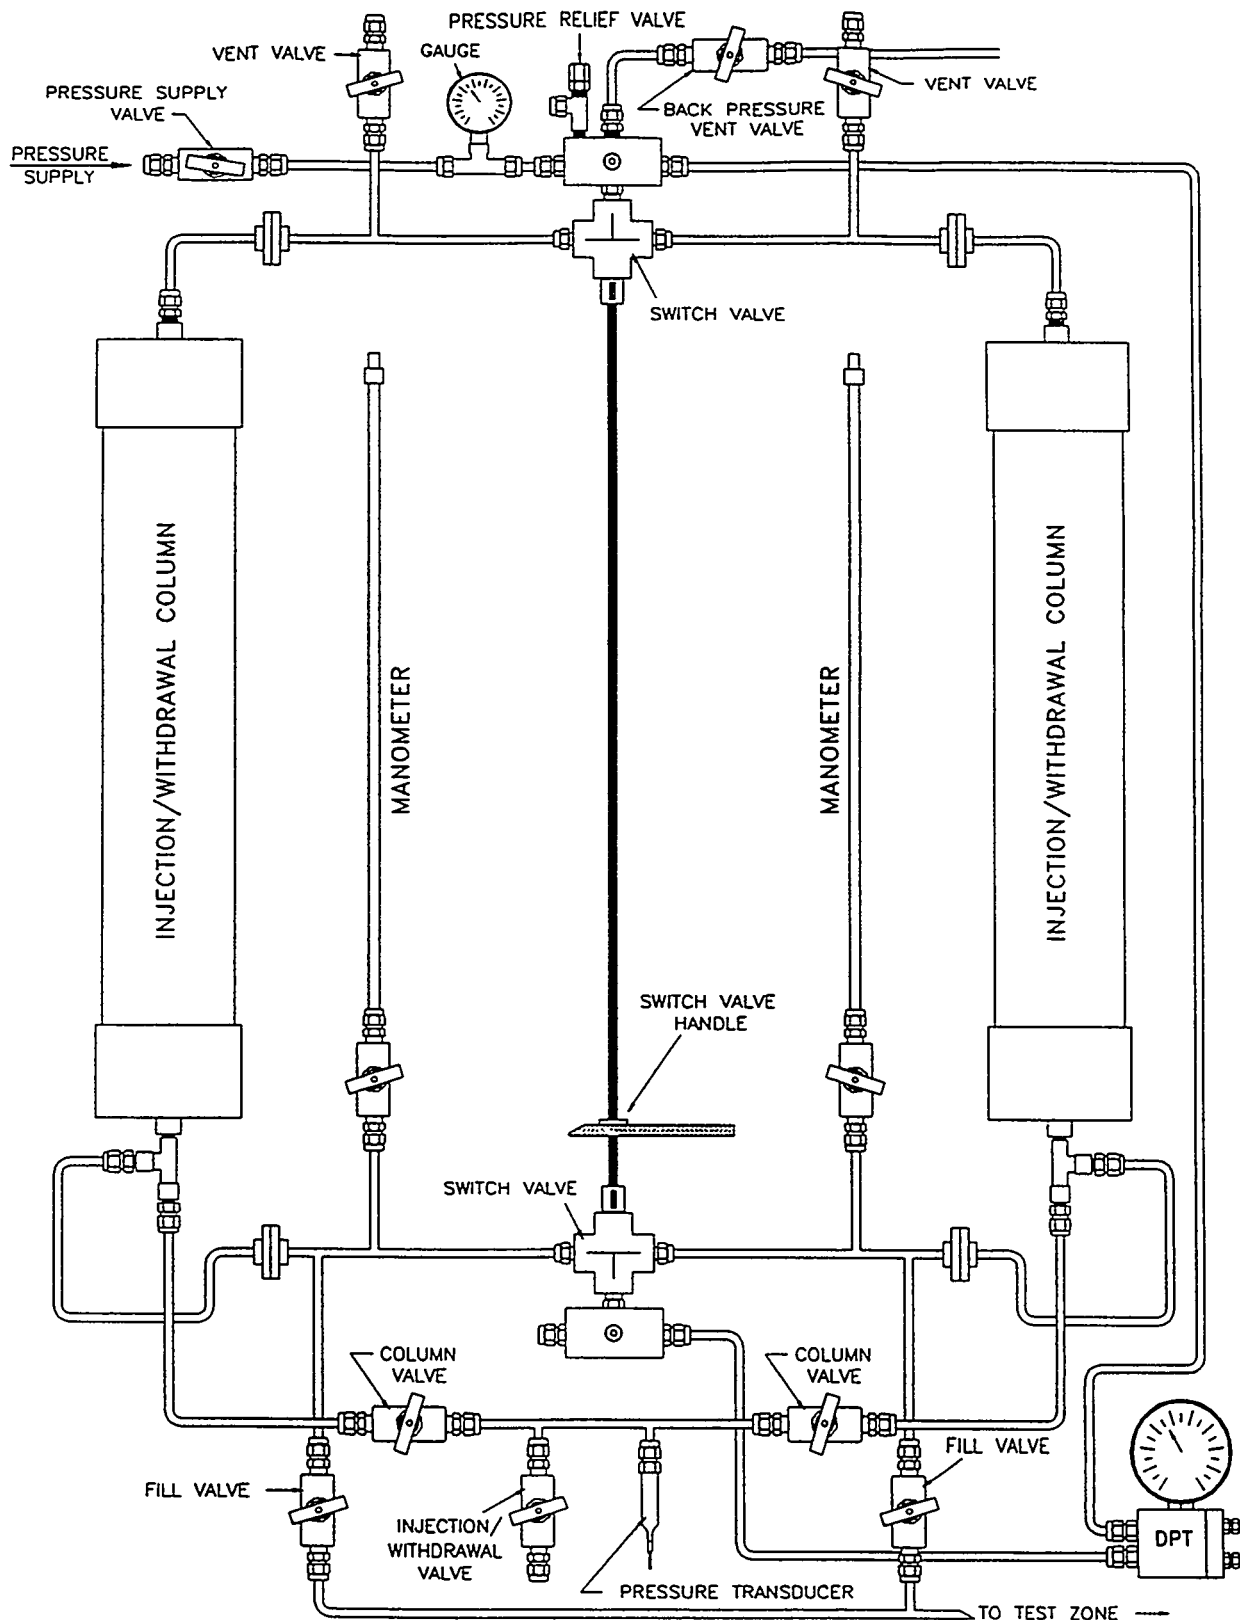 PRESSURE RELIEF VALVE
VENT VALVE
GAUGE
VENT VALVE
PRESSURE SUPPLY
VALVE
BACK PRESSURE
VENT VALVE
PRESSURE
SUPPLY
SWITCH VALVE
INJECTION/WITHDRAWAL COLUMN
MANOMETER
MANOMETER
INJECTION/WITHDRAWAL COLUMN
SWITCH VALVE
HANDLE
SWITCH VALVE
COLUMN
VALVE
COLUMN
VALVE
FILL VALVE
FILL VALVE
INJECTION/
WITHDRAWAL
VALVE
DPT
PRESSURE TRANSDUCER
TO TEST ZONE